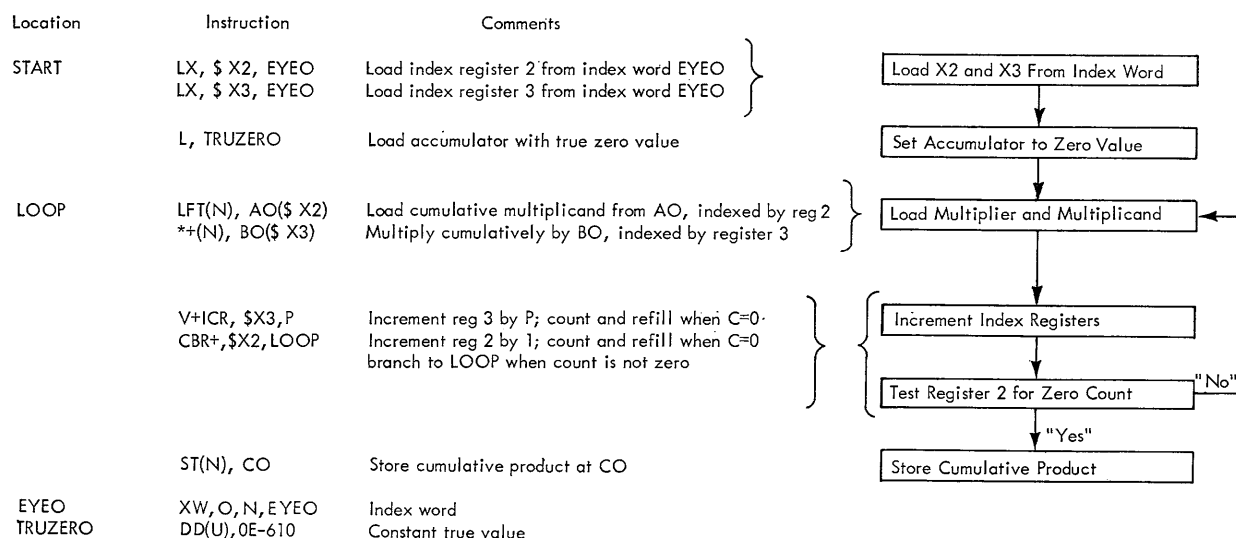 Location Instruction Comments
START LX, $ X2, EYEO Load index register 2 from index word EYEO
LX, $ X3, EYEO Load index register 3 from index word EYEO
Load X2 and X3 From Index Word
L, TRUZERO Load accumulator with true zero value
Set Accumulator to Zero Value
LOOP LFT(N), AO($ X2) Load cumulative multiplicand from AO, indexed by reg 2
*+(N), BO($ X3) Multiply cumulatively by BO, indexed by register 3
Load Multiplier and Multiplicand
V+ICR, $X3,P Increment reg 3 by P; count and refill when C=0.
CBR+,$X2,LOOP Increment reg 2 by 1; count and refill when C=0
branch to LOOP when count is not zero
Increment Index Registers
Test Register 2 for Zero Count
"No"
"Yes"
ST(N), CO Store cumulative product at CO
Store Cumulative Product
EYEO XW,O,N,EYEO Index word
TRUZERO DD(U),0E-610 Constant true value